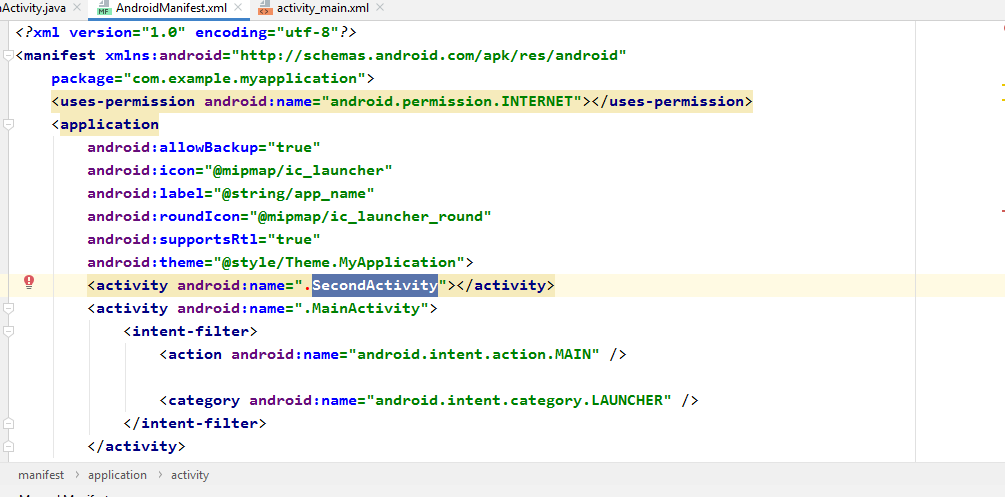 nActivity.java × AndroidManifest.xml × activity_main.xml ×
<?xml version="1.0" encoding="utf-8"?>
<manifest xmlns:android="http://schemas.android.com/apk/res/android"
package="com.example.myapplication">
<uses-permission android:name="android.permission.INTERNET"></uses-permission>
<application
android:allowBackup="true"
android:icon="@mipmap/ic_launcher"
android:label="@string/app_name"
android:roundIcon="@mipmap/ic_launcher_round"
android:supportsRtl="true"
android:theme="@style/Theme.MyApplication">
<activity android:name=".SecondActivity"></activity>
<activity android:name=".MainActivity">
<intent-filter>
<action android:name="android.intent.action.MAIN" />
<category android:name="android.intent.category.LAUNCHER" />
</intent-filter>
</activity>
manifest › application › activity